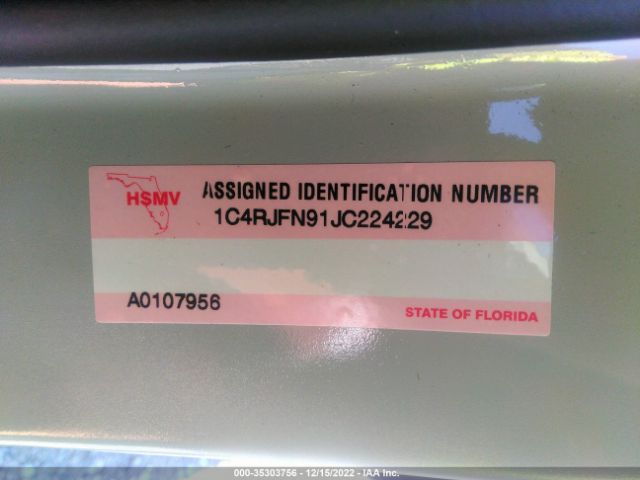 HSMV
ASSIGNED IDENTIFICATION NUMBER
1C4RJFN91JC224229
A0107956
STATE OF FLORIDA
000-35303756 - 12/15/2022 - IAA Inc.